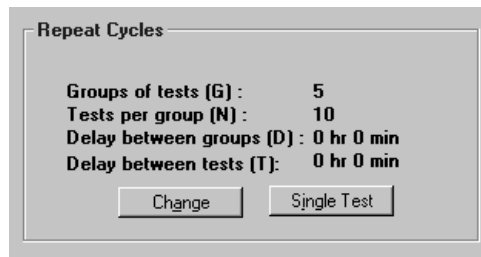 Repeat Cycles
Groups of tests (G) : 5
Tests per group (N) : 10
Delay between groups (D) : 0 hr 0 min
Delay between tests (T): 0 hr 0 min
Change Single Test